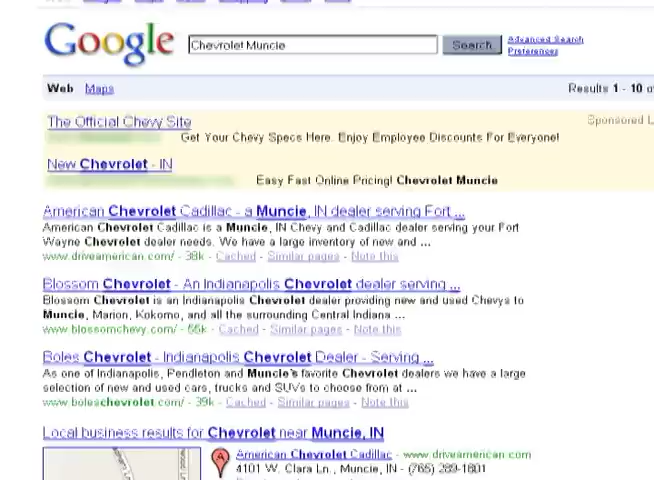 Google
Chevrolet Muncie
Search
Advanced Search
Preferences
Web Maps
Results 1 - 10
The Official Chevy Site
Sponsored
Get Your Chevy Specs Here. Enjoy Employee Discounts For Everyone!
New Chevrolet - IN
Easy Fast Online Pricing! Chevrolet Muncie
American Chevrolet Cadillac - a Muncie, IN dealer serving Fort ...
American Chevrolet Cadillac is a Muncie, IN Chevy and Cadillac dealer serving your Fort
Wayne Chevrolet dealer needs. We have a large inventory of new and ...
www.driveamerican.com/ - 38k - Cached - Similar pages - Note this
Blossom Chevrolet - An Indianapolis Chevrolet dealer serving ...
Blossom Chevrolet is an Indianapolis Chevrolet dealer providing new and used Chevys to
Muncie, Marion, Kokomo, and all the surrounding Central Indiana ...
www.blossomchevy.com/ - 66k - Cached - Similar pages - Note this
Boles Chevrolet - Indianapolis Chevrolet Dealer - Serving ...
As one of Indianapolis, Pendleton and Muncie's favorite Chevrolet dealers we have a large
selection of new and used cars, trucks and SUVs to choose from at ...
www.boleschevrolet.com/ - 39k - Cached - Similar pages - Note this
Local business results for Chevrolet near Muncie, IN
A
American Chevrolet Cadillac - www.driveamerican.com
4101 W. Clara Ln., Muncie, IN - (765) 289-1801